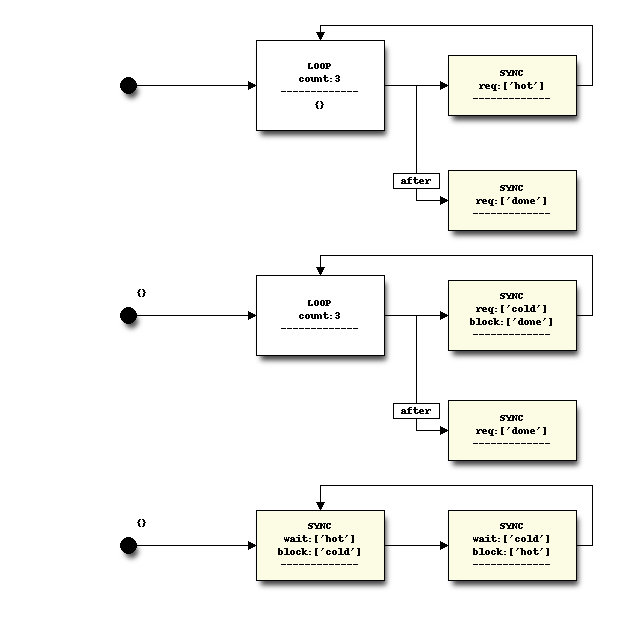 LOOP
count:3
-------------
{}
SYNC
req:['hot']
-------------
after
SYNC
req:['done']
-------------
{}
LOOP
count:3
-------------
SYNC
req:['cold']
block:['done']
-------------
after
SYNC
req:['done']
-------------
{}
SYNC
wait:['hot']
block:['cold']
-------------
SYNC
wait:['cold']
block:['hot']
-------------